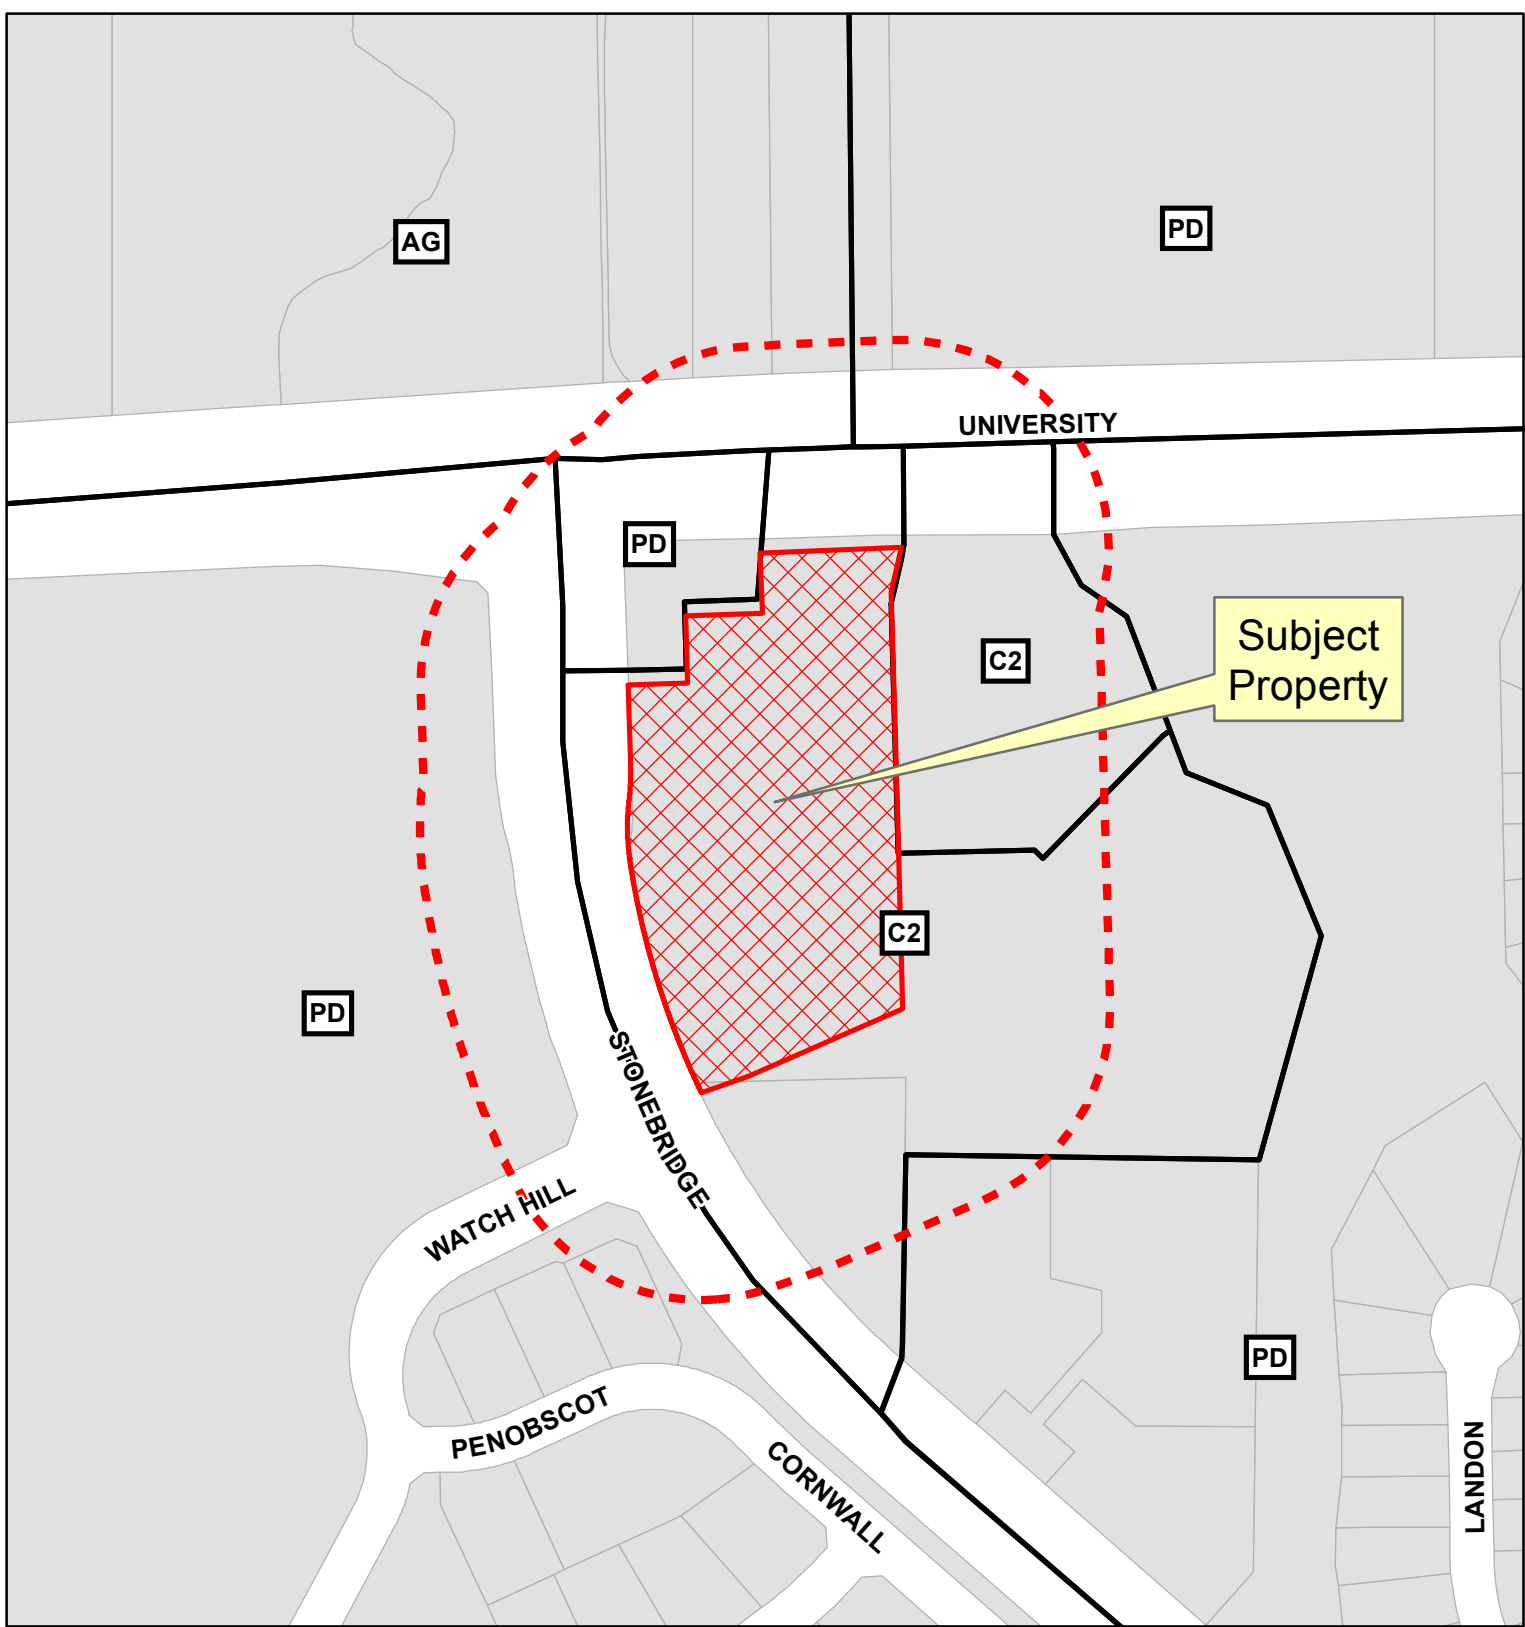 AG
PD
UNIVERSITY
PD
Subject
Property
C2
C2
PD
STONEBRIDGE
WATCH HILL
PD
PENOBSCOT
CORNWALL
LANDON